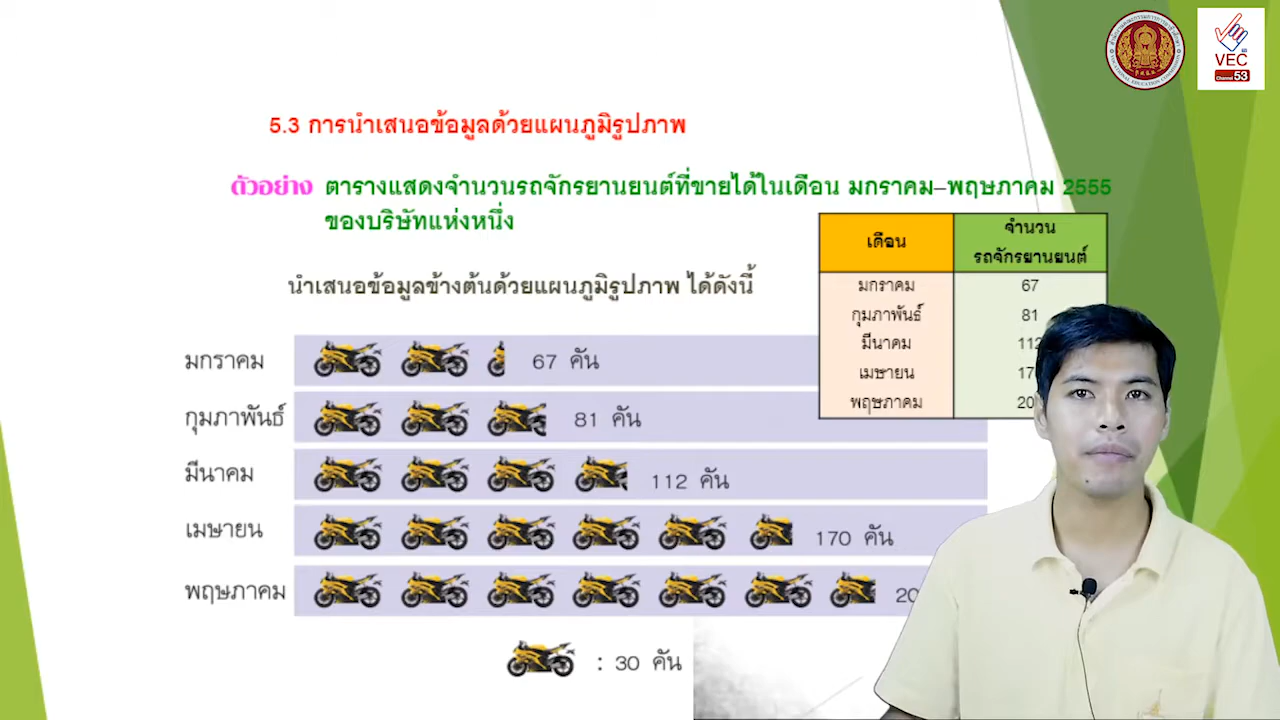 VEC
Channel 53
5.3 การนำเสนอข้อมูลด้วยแผนภูมิรูปภาพ
ตัวอย่าง ตารางแสดงจำนวนรถจักรยานยนต์ที่ขายได้ในเดือน มกราคม–พฤษภาคม 2555
ของบริษัทแห่งหนึ่ง
เดือน จำนวน
รถจักรยานยนต์
มกราคม 67
กุมภาพันธ์ 81
มีนาคม 112
เมษายน 17
พฤษภาคม 20
นำเสนอข้อมูลข้างต้นด้วยแผนภูมิรูปภาพ ได้ดังนี้
มกราคม 67 คัน
กุมภาพันธ์ 81 คัน
มีนาคม 112 คัน
เมษายน 170 คัน
พฤษภาคม 20
: 30 คัน